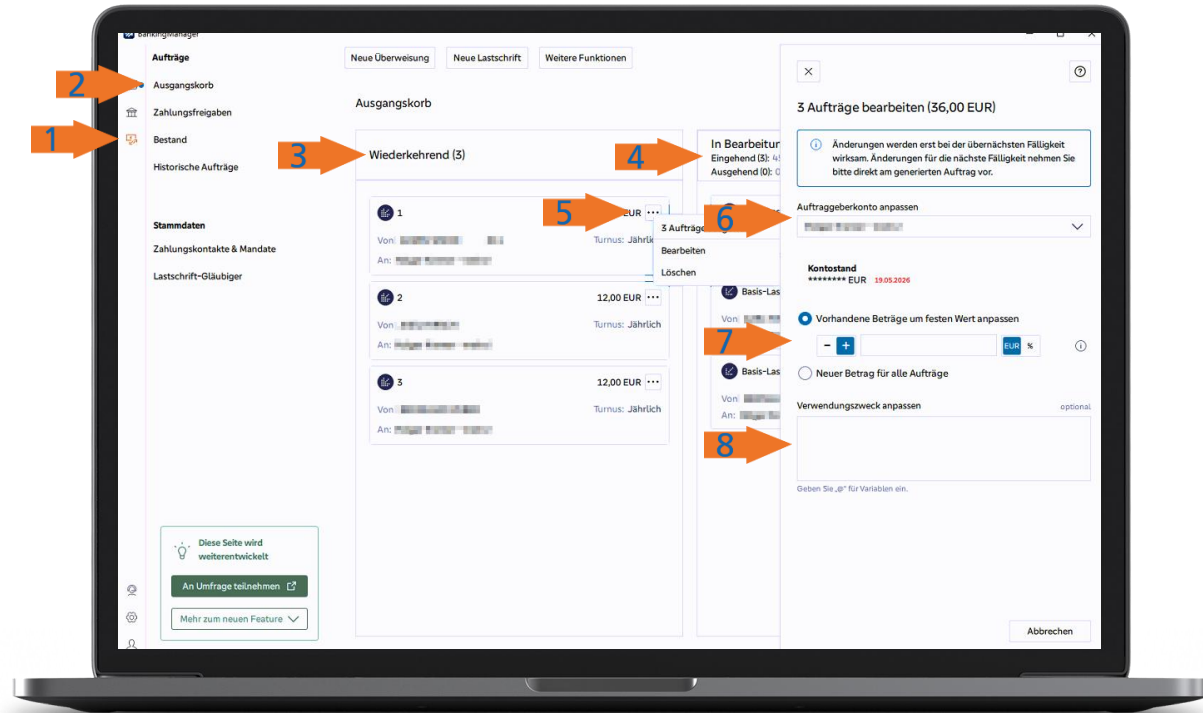 BankingManager
Aufträge
Ausgangskorb
Zahlungsfreigaben
Bestand
Historische Aufträge
Stammdaten
Zahlungskontakte & Mandate
Lastschrift-Gläubiger
Diese Seite wird
weiterentwickelt
An Umfrage teilnehmen
Mehr zum neuen Feature
2
1
Neue Überweisung
Neue Lastschrift
Weitere Funktionen
Ausgangskorb
3
Wiederkehrend (3)
1
5
EUR ...
Von:
Turnus: Jährlich
An:
2
12,00 EUR ...
Von:
Turnus: Jährlich
An:
3
12,00 EUR ...
Von:
Turnus: Jährlich
An:
4
In Bearbeitun
Eingehend (3): 45
Ausgehend (0): 0
3 Aufträge
Bearbeiten
Löschen
Basis-Las
Von:
Basis-Las
Von:
An:
3 Aufträge bearbeiten (36,00 EUR)
Änderungen werden erst bei der übernächsten Fälligkeit
wirksam. Änderungen für die nächste Fälligkeit nehmen Sie
bitte direkt am generierten Auftrag vor.
6
Auftraggeberkonto anpassen
Kontostand
******** EUR 19.05.2026
Vorhandene Beträge um festen Wert anpassen
7
- + EUR %
Neuer Betrag für alle Aufträge
Verwendungszweck anpassen
optional
8
Geben Sie „@" für Variablen ein.
Abbrechen